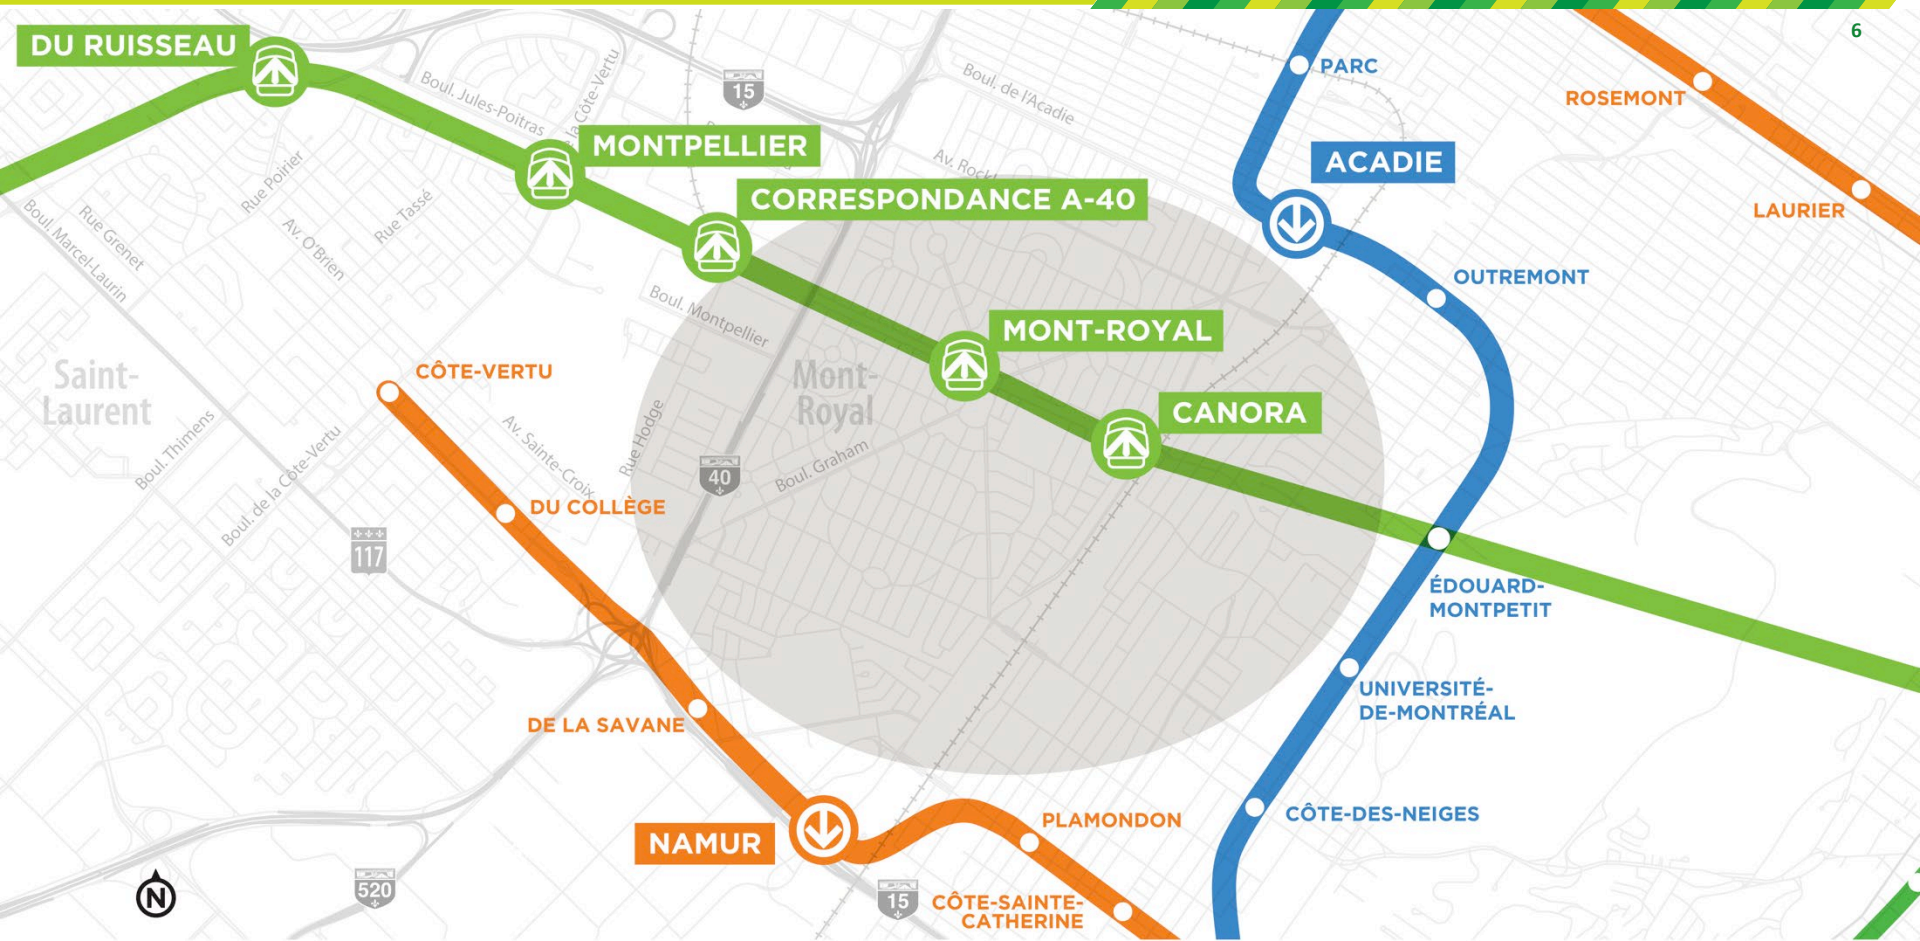 6
DU RUISSEAU
Boul. Jules-Poitras
15
Boul. de l'Acadie
PARC
ROSEMONT
MONTPELLIER
ACADIE
Rue Poirier
Rue Tassé
CORRESPONDANCE A-40
LAURIER
Boul. Marcel-Laurin
Rue Grenet
Av. O'Brien
OUTREMONT
Boul. Montpellier
MONT-ROYAL
Saint-
Laurent
CÔTE-VERTU
Mont-
Royal
CANORA
Boul. Thimens
Boul. de la Côte-Vertu
Av. Sainte-Croix
Rue Hodge
Boul. Graham
40
DU COLLÈGE
117
ÉDOUARD-
MONTPETIT
UNIVERSITÉ-
DE-MONTRÉAL
DE LA SAVANE
NAMUR
PLAMONDON
CÔTE-DES-NEIGES
N
520
15
CÔTE-SAINTE-
CATHERINE